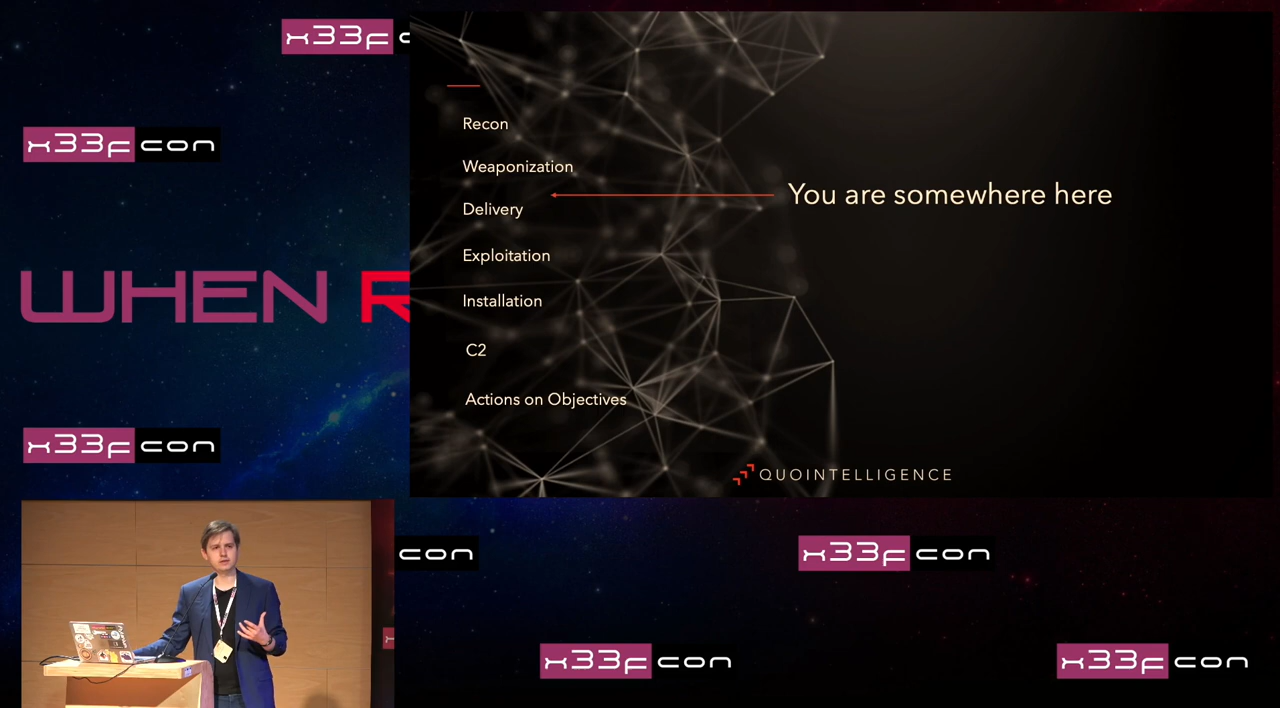 x33f c
x33fcon
WHEN R
x33fcon
Recon
Weaponization
Delivery
Exploitation
Installation
C2
Actions on Objectives
You are somewhere here
QUOINTELLIGENCE
con
x33fcon
x33fcon
x33fcon